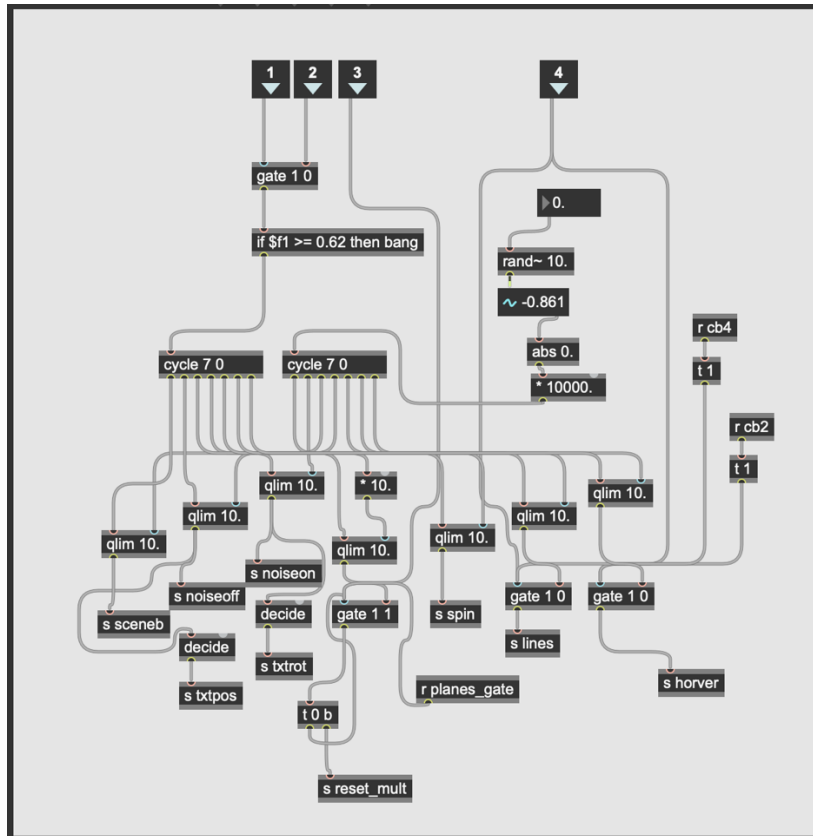 1
2
3
4
gate 1 0
0.
if $f1 >= 0.62 then bang
rand~ 10.
-0.861
r cb4
cycle 7 0
cycle 7 0
abs 0.
t 1
* 10000.
r cb2
t 1
qlim 10.
* 10.
qlim 10.
qlim 10.
qlim 10.
qlim 10.
qlim 10.
qlim 10.
s noiseon
s noiseoff
gate 1 0
gate 1 0
s sceneb
decide
gate 1 1
s spin
s lines
decide
s txtrot
s txtpos
r planes_gate
s horver
t 0 b
s reset_mult